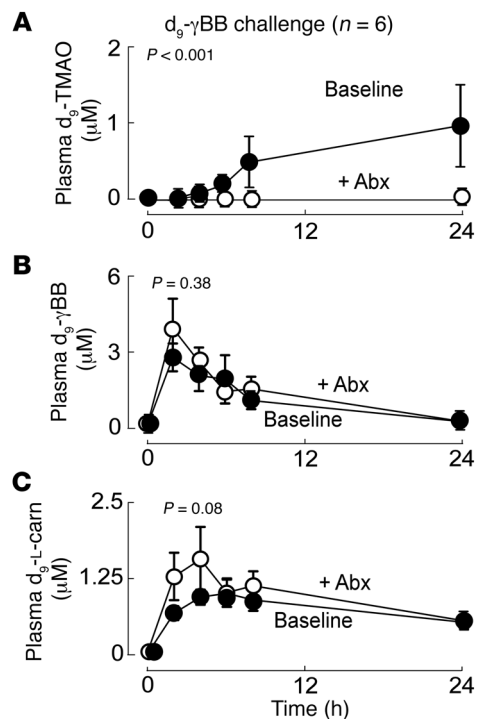 A
d9-γBB challenge (n = 6)
P < 0.001
Plasma d9-TMAO
(μM)
2
1
0
Baseline
+ Abx
0
12
24
B
P = 0.38
Plasma d9-γBB
(μM)
6
3
0
+ Abx
Baseline
0
12
24
C
P = 0.08
Plasma d9-L-carn
(μM)
2.5
1.25
0
+ Abx
Baseline
0
12
24
Time (h)